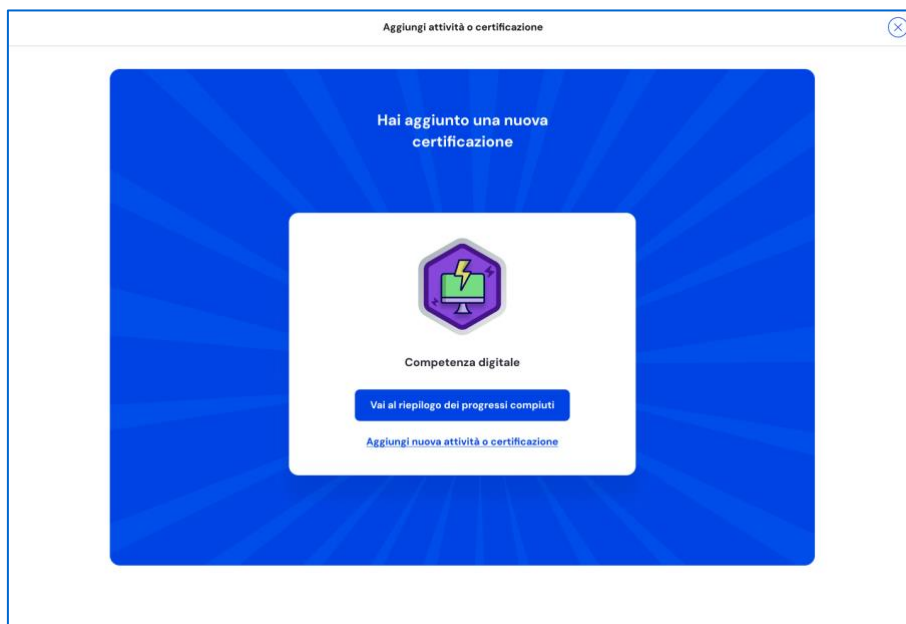 Aggiungi attività o certificazione
Hai aggiunto una nuova
certificazione
Competenza digitale
Vai al riepilogo dei progressi compiuti
Aggiungi nuova attività o certificazione